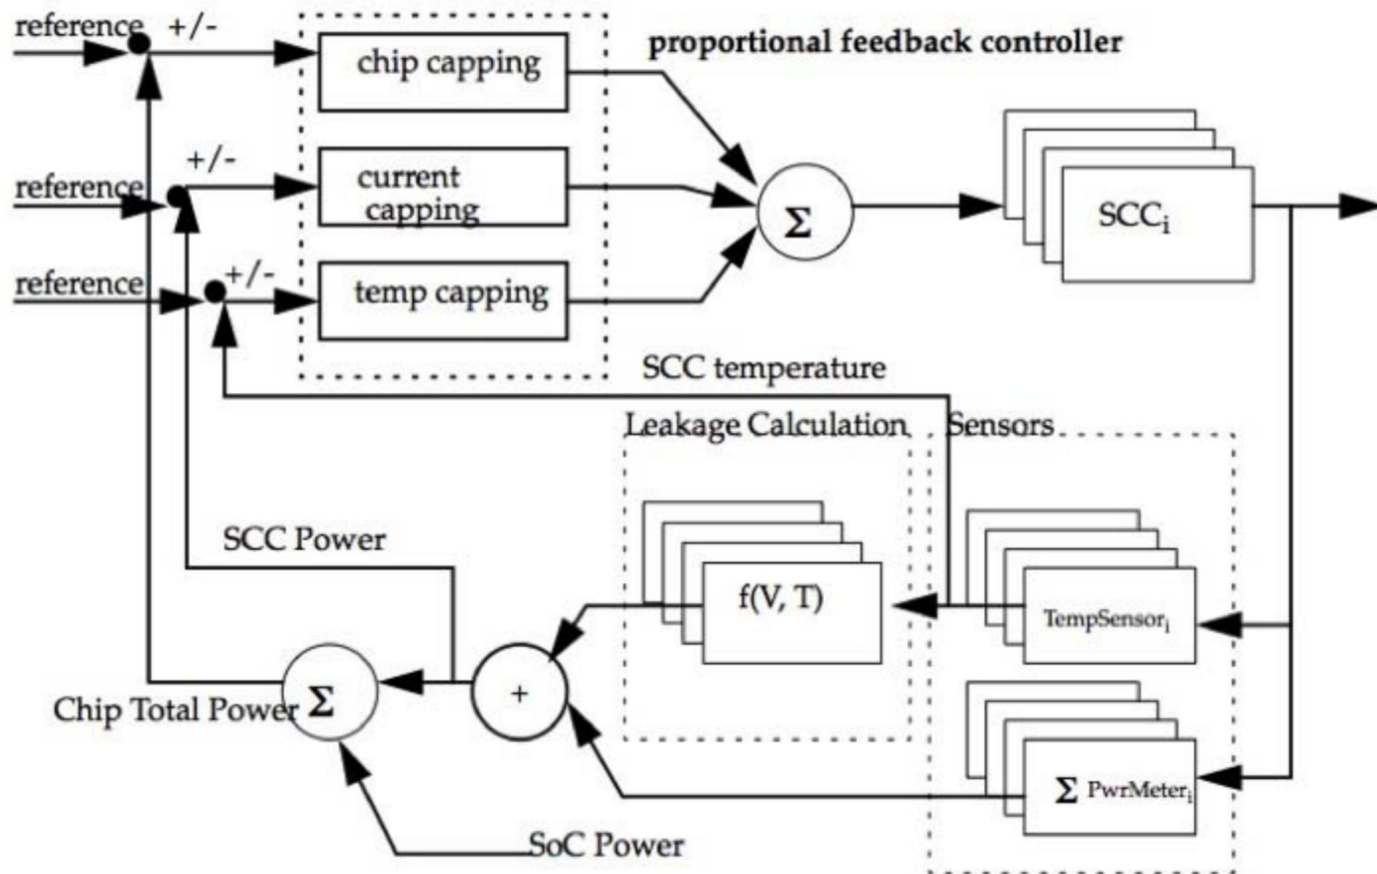 reference
+/-
chip capping
proportional feedback controller
+/-
reference
current
capping
Σ
SCCi
reference
+/-
temp capping
SCC temperature
Leakage Calculation
Sensors
SCC Power
f(V, T)
TempSensori
Chip Total Power
Σ
+
Σ PwrMeteri
SoC Power